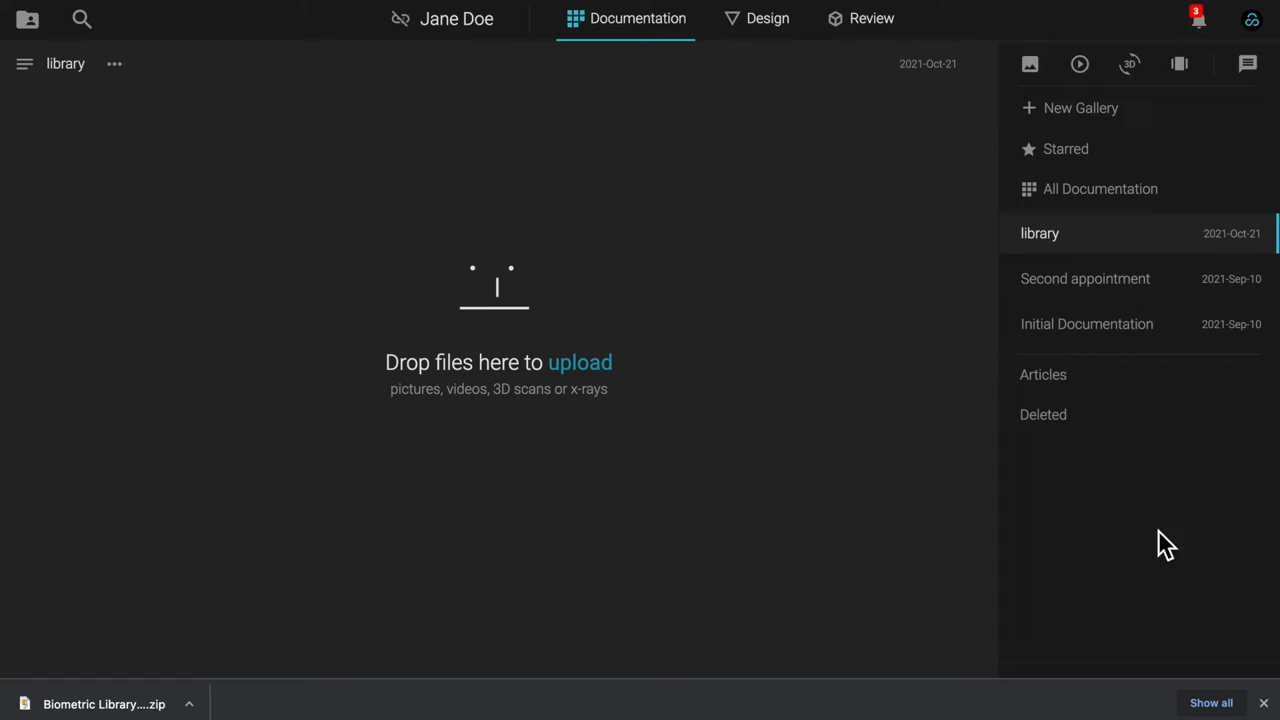 Jane Doe
Documentation
Design
Review
3
library
2021-Oct-21
3D
New Gallery
Starred
All Documentation
library 2021-Oct-21
Second appointment 2021-Sep-10
Initial Documentation 2021-Sep-10
Articles
Deleted
Drop files here to upload
pictures, videos, 3D scans or x-rays
Biometric Library....zip
Show all